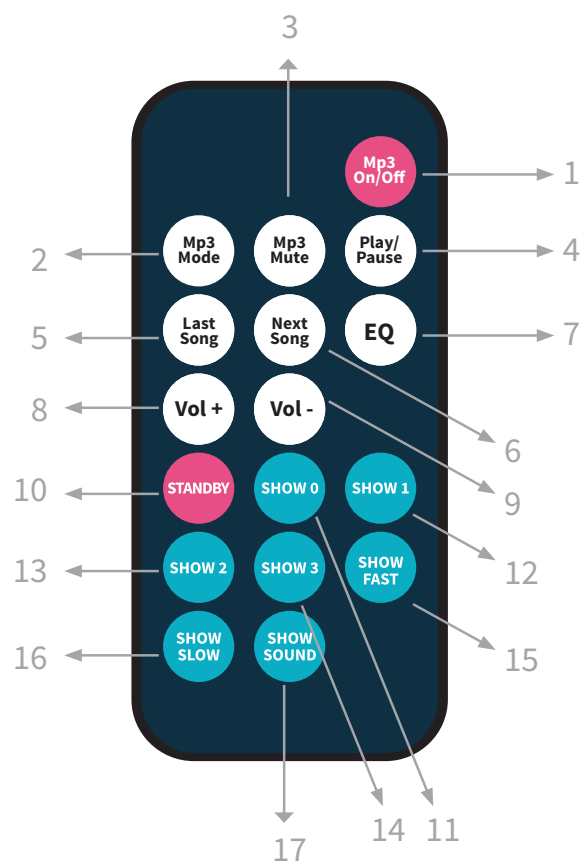 3
Mp3
On/Off
1
Mp3
Mode
Mp3
Mute
Play/
Pause
2
4
Last
Song
Next
Song
EQ
5
7
Vol +
Vol -
8
6
STANDBY
SHOW 0
SHOW 1
10
9
SHOW 2
SHOW 3
SHOW
FAST
13
12
SHOW
SLOW
SHOW
SOUND
16
15
14
11
17